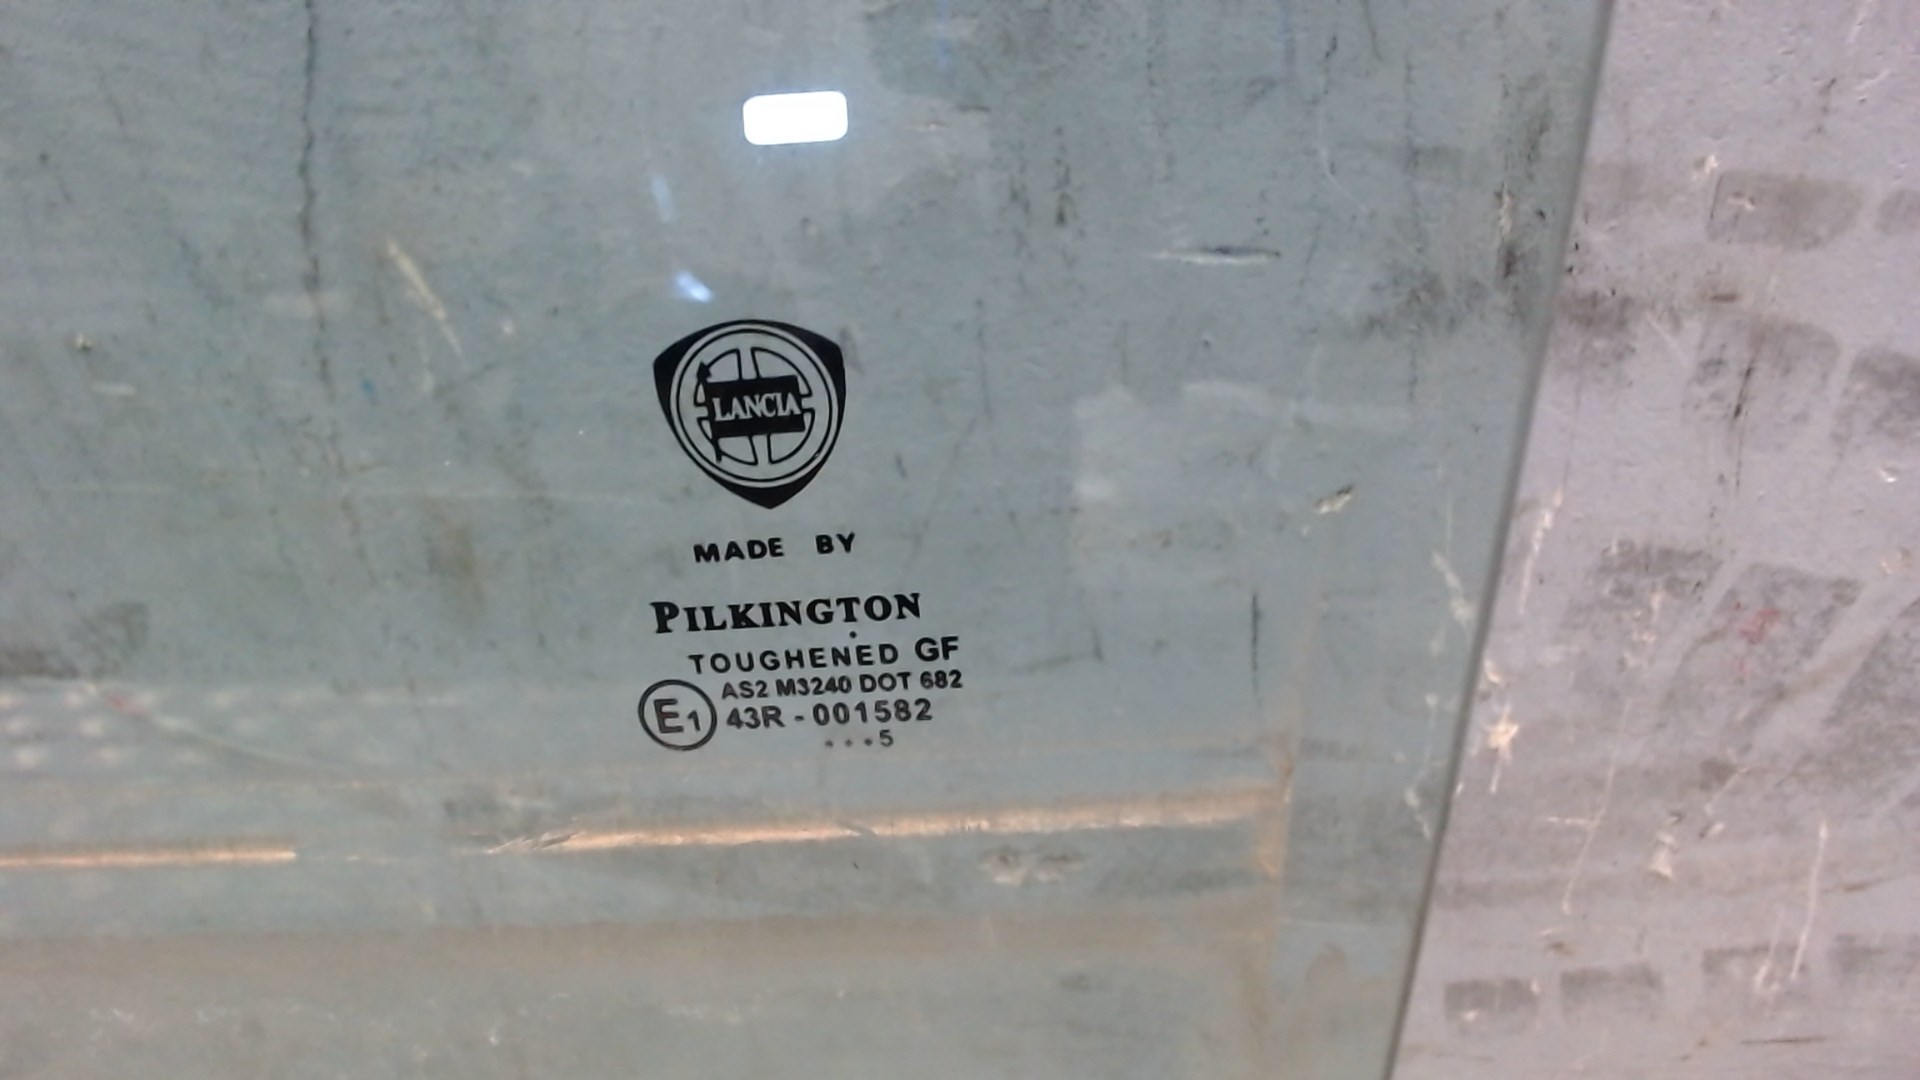 LANCIA
MADE BY
PILKINGTON
TOUGHENED GF
AS2 M3240 DOT 682
E1 43R - 001582
...5